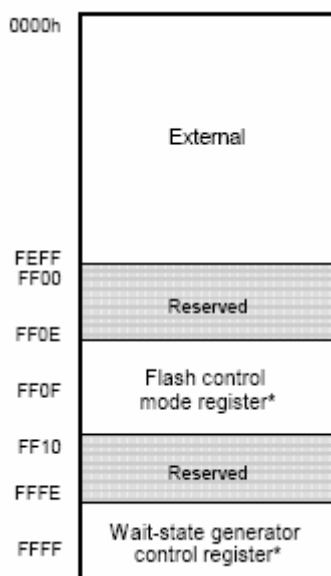 0000h
External
FEFF
FF00
Reserved
FF0E
FF0F
Flash control
mode register*
FF10
Reserved
FFFE
FFFF
Wait-state generator
control register*